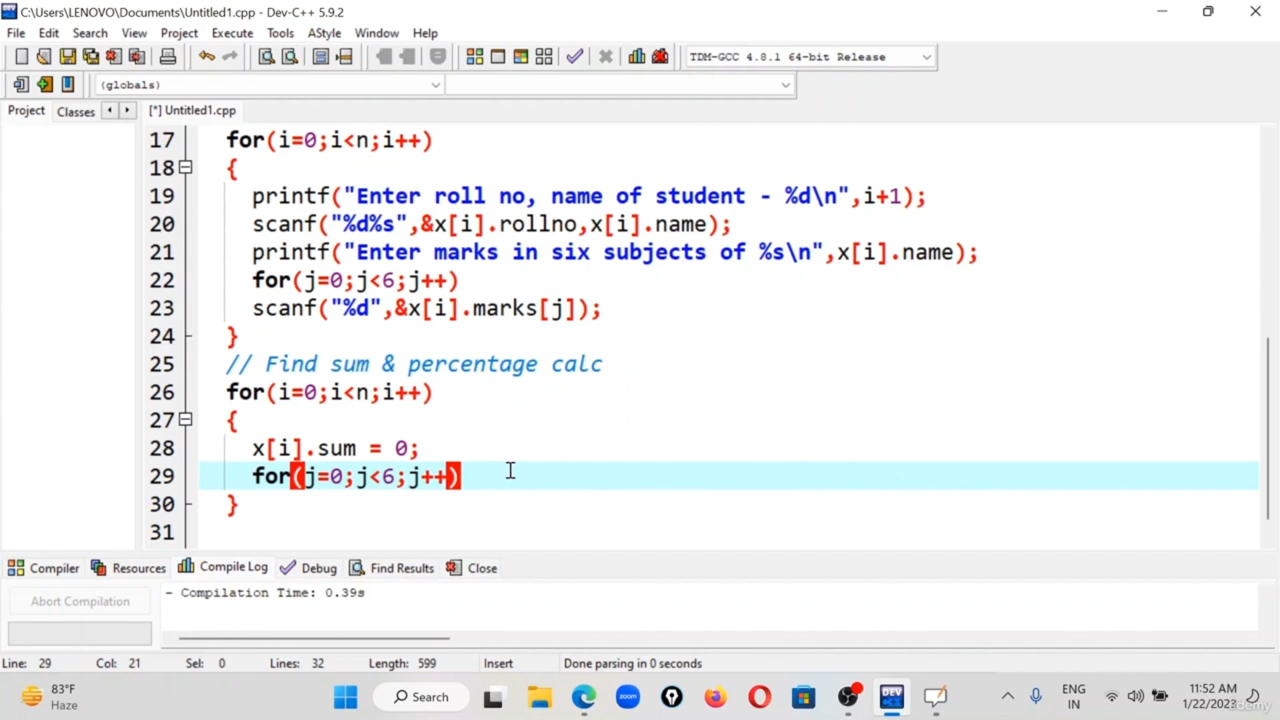 C:\Users\LENOVO\Documents\Untitled1.cpp - Dev-C++ 5.9.2
File Edit Search View Project Execute Tools AStyle Window Help
TDM-GCC 4.8.1 64-bit Release
(globals)
Project Classes [*] Untitled1.cpp
17 for(i=0;i<n;i++)
18 {
19 printf("Enter roll no, name of student - %d\n",i+1);
20 scanf("%d%s",&x[i].rollno,x[i].name);
21 printf("Enter marks in six subjects of %s\n",x[i].name);
22 for(j=0;j<6;j++)
23 scanf("%d",&x[i].marks[j]);
24 }
25 // Find sum & percentage calc
26 for(i=0;i<n;i++)
27 {
28 x[i].sum = 0;
29 for(j=0;j<6;j++)
30 }
31
Compiler Resources Compile Log Debug Find Results Close
Abort Compilation
- Compilation Time: 0.39s
Line: 29 Col: 21 Sel: 0 Lines: 32 Length: 599 Insert Done parsing in 0 seconds
83°F
Haze
Search
zoom
DEV
ENG
IN
11:52 AM
1/22/2023
Udemy